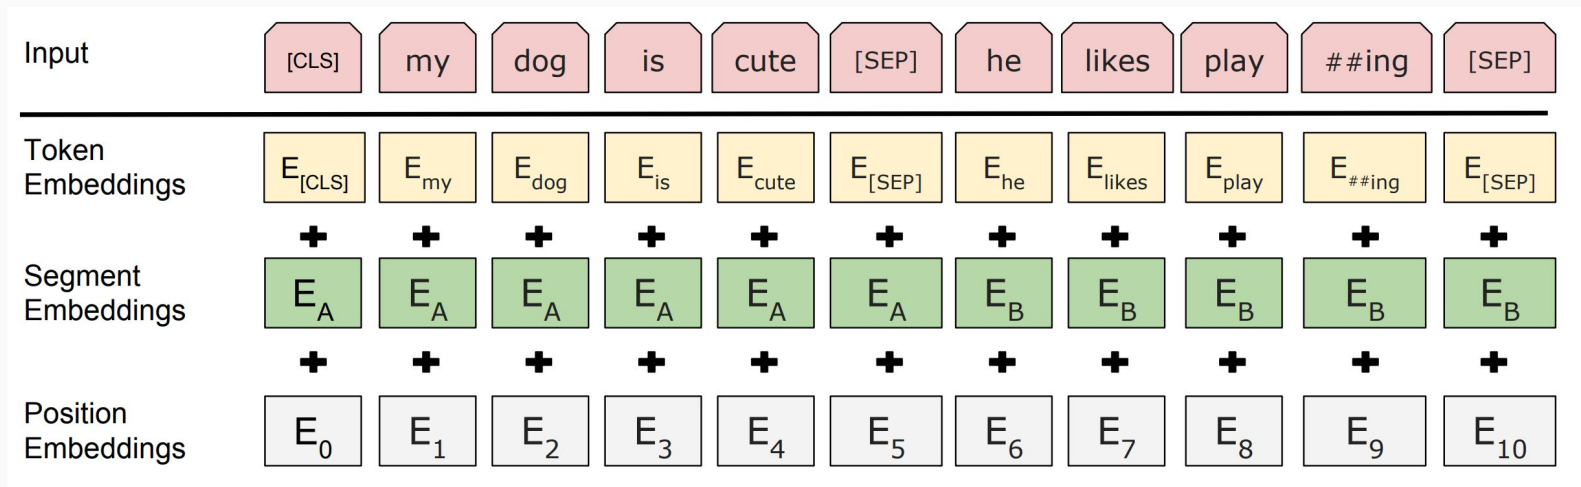 Input [CLS] my dog is cute [SEP] he likes play ##ing [SEP]
Token Embeddings E[CLS] Emy Edog Eis Ecute E[SEP] Ehe Elikes Eplay E##ing E[SEP]
+ + + + + + + + + + +
Segment Embeddings EA EA EA EA EA EA EB EB EB EB EB
+ + + + + + + + + + +
Position Embeddings E0 E1 E2 E3 E4 E5 E6 E7 E8 E9 E10